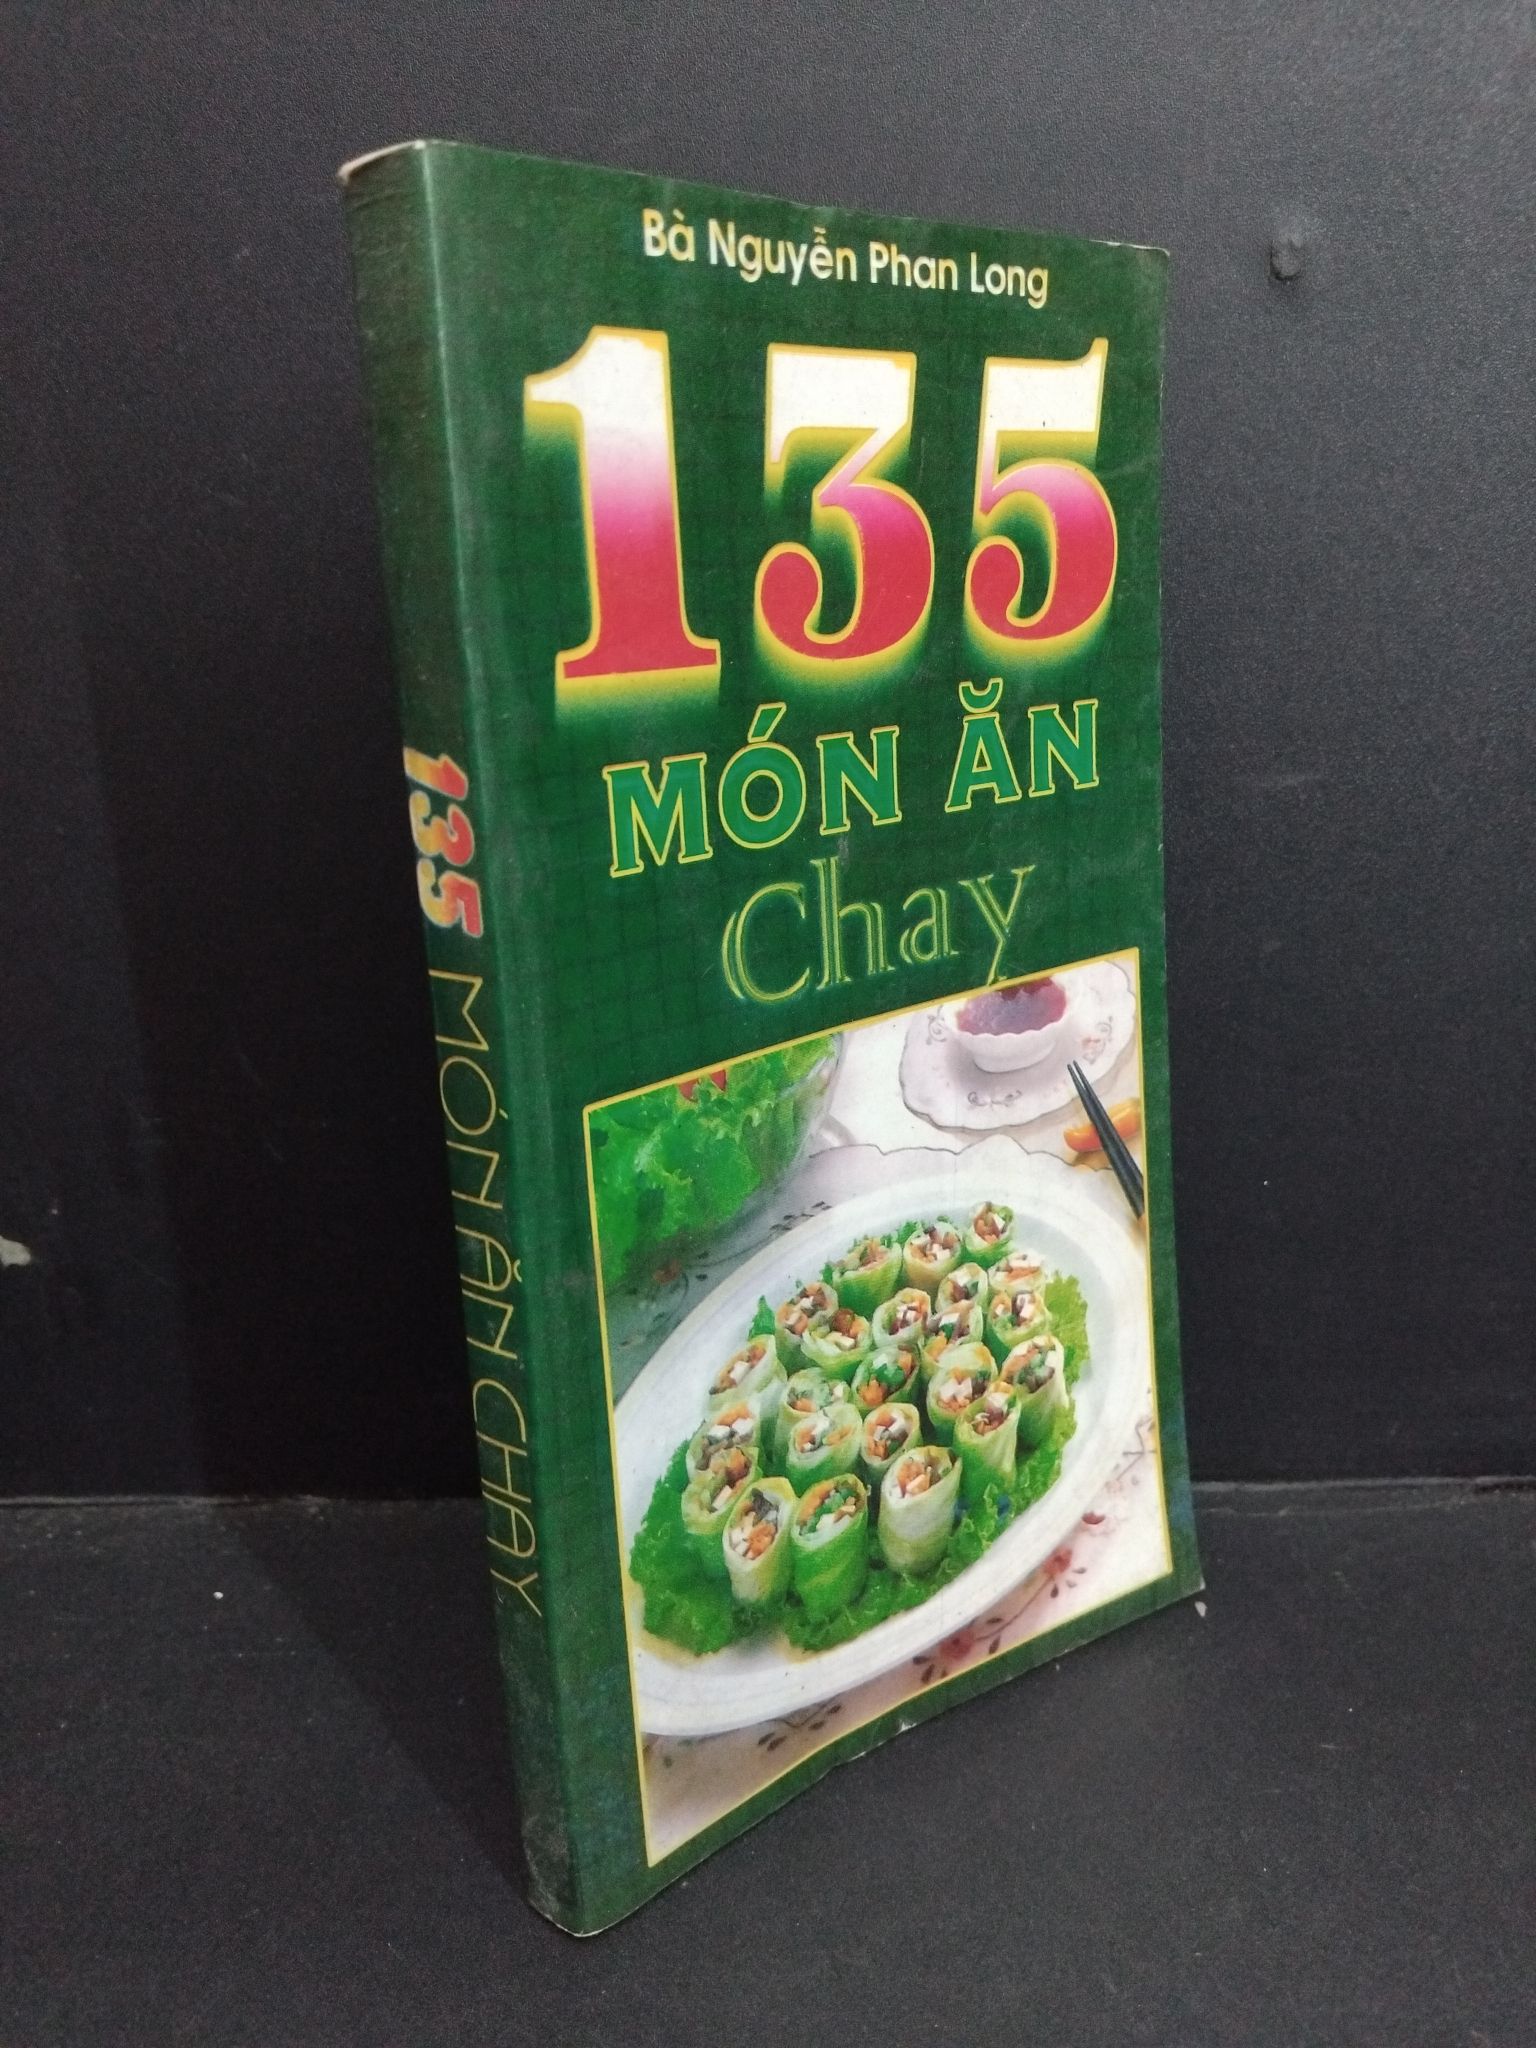 Bà Nguyễn Phan Long
135
MÓN ĂN
Chay
135 MÓN ĂN CHAY